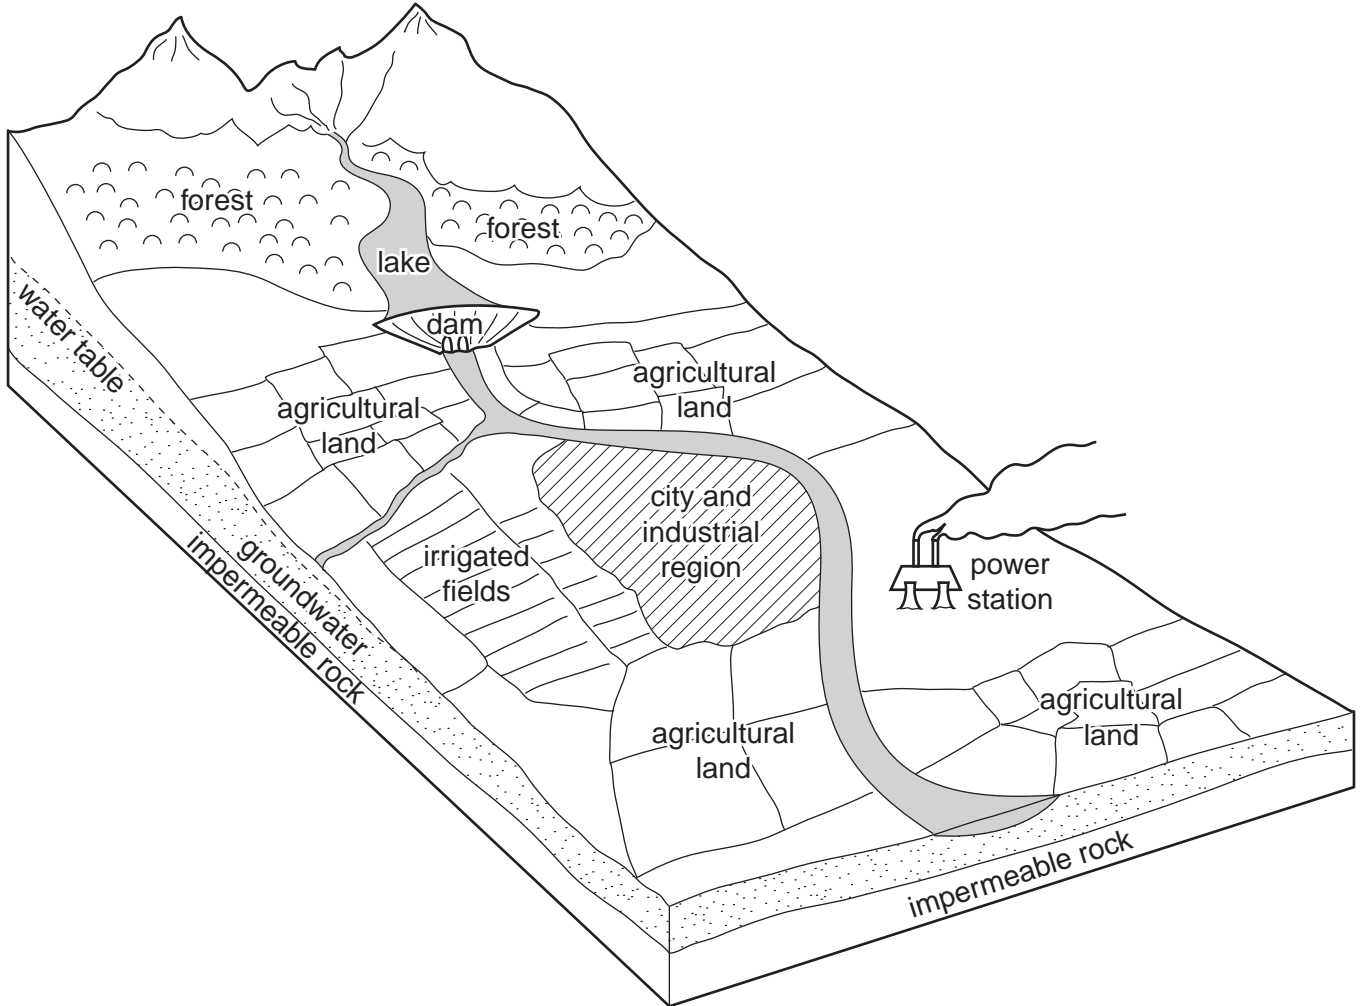 forest
forest
lake
dam
water table
agricultural
land
agricultural
land
city and
industrial
region
irrigated
fields
power
station
groundwater
impermeable rock
agricultural
land
agricultural
land
impermeable rock